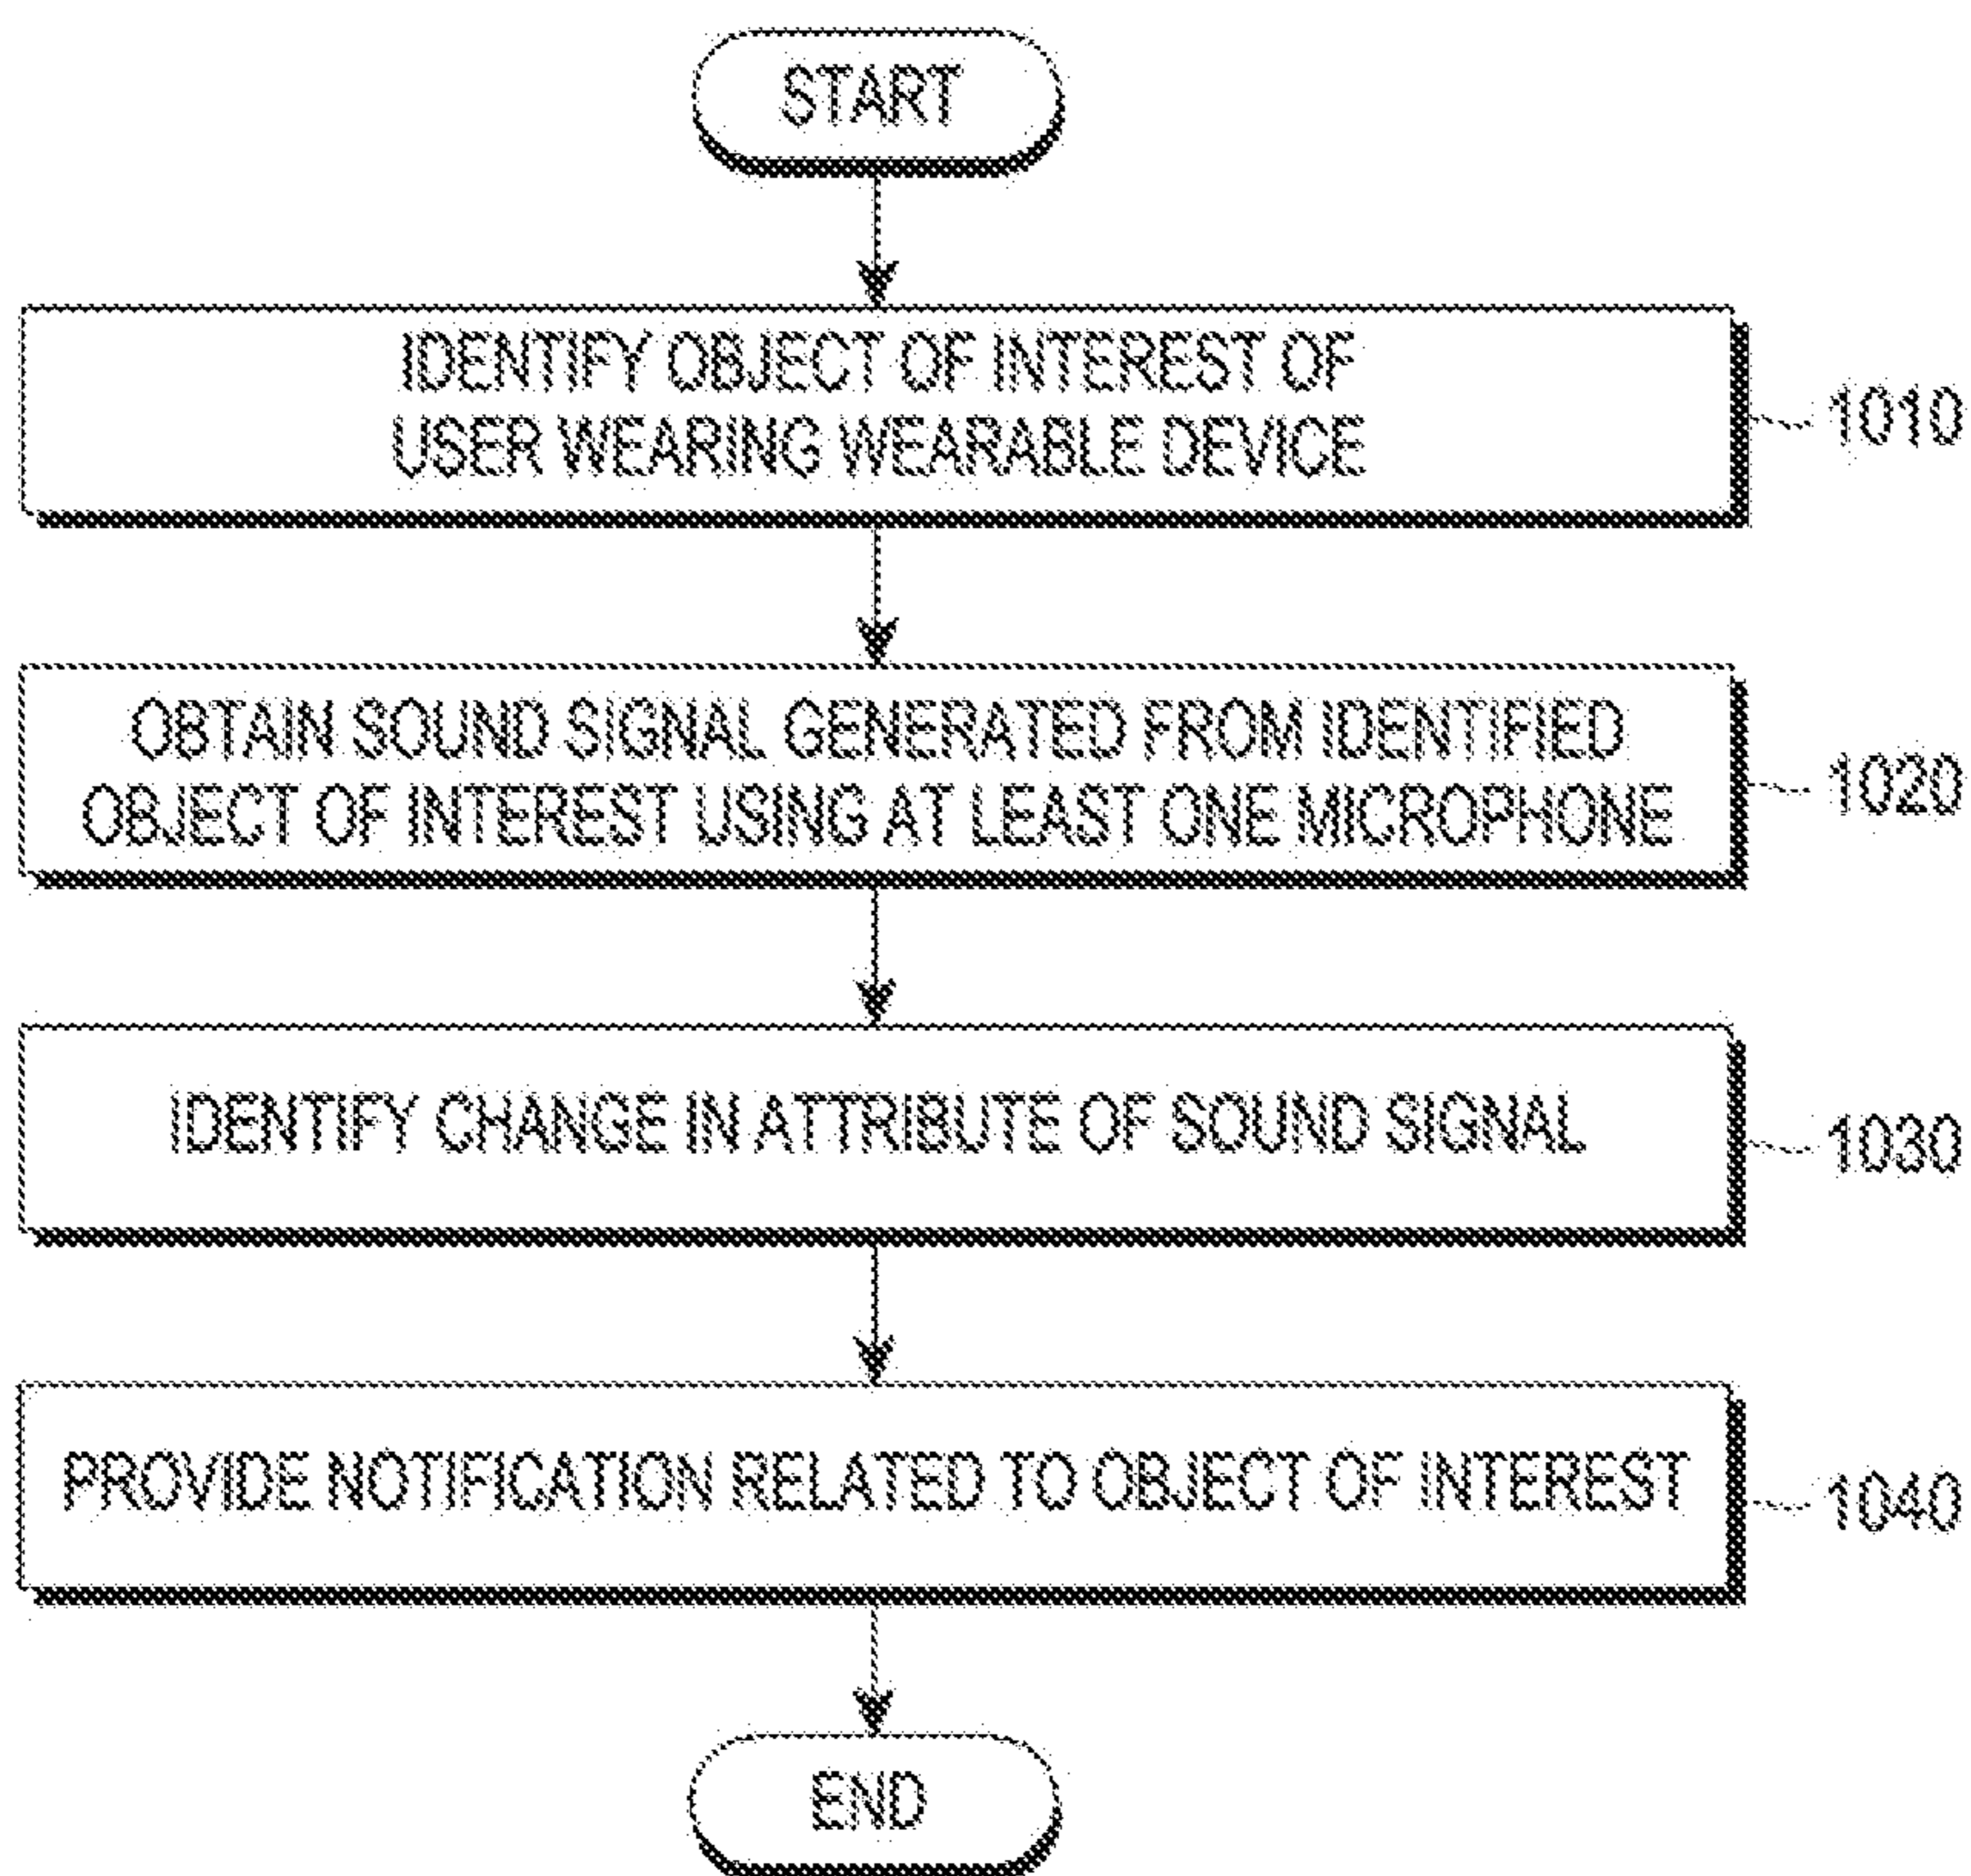 START
IDENTIFY OBJECT OF INTEREST OF
USER WEARING WEARABLE DEVICE
1010
OBTAIN SOUND SIGNAL GENERATED FROM IDENTIFIED
OBJECT OF INTEREST USING AT LEAST ONE MICROPHONE
1020
IDENTIFY CHANGE IN ATTRIBUTE OF SOUND SIGNAL
1030
PROVIDE NOTIFICATION RELATED TO OBJECT OF INTEREST
1040
END